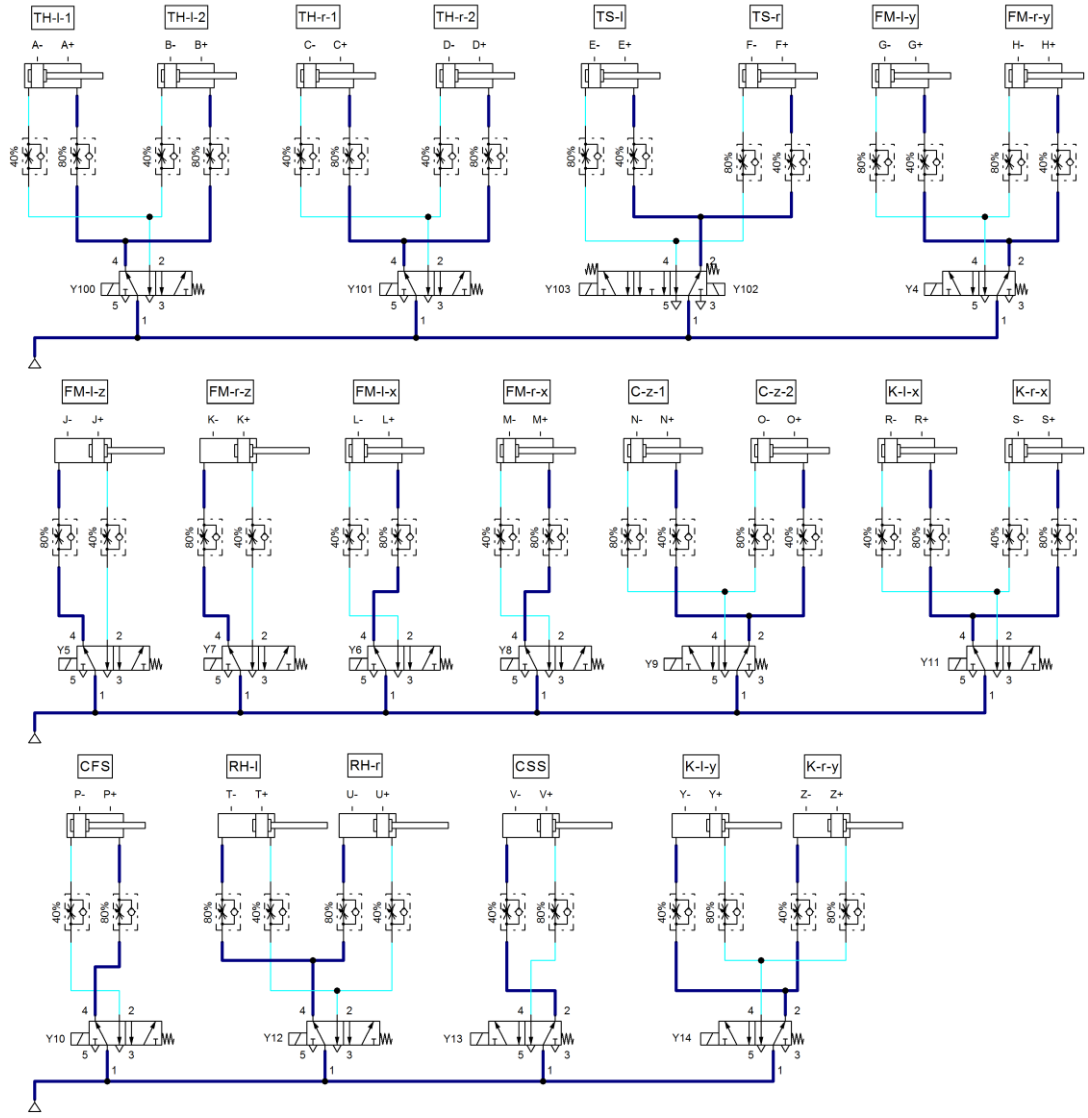 TH-l-1 TH-l-2 TH-r-1 TH-r-2 TS-l TS-r FM-l-y FM-r-y
A- A+ B- B+ C- C+ D- D+ E- E+ F- F+ G- G+ H- H+
40% 80% 40% 80% 40% 80% 40% 80% 80% 40% 80% 40% 80% 40% 80% 40%
4 2 4 2 4 2 4 2
Y100 Y101 Y103 Y102 Y4
5 3 5 3 5 3 5 3
1 1 1 1
FM-l-z FM-r-z FM-l-x FM-r-x C-z-1 C-z-2 K-l-x K-r-x
J- J+ K- K+ L- L+ M- M+ N- N+ O- O+ R- R+ S- S+
80% 40% 80% 40% 40% 80% 40% 80% 80% 40% 80% 40% 40% 80% 40% 80%
4 2 4 2 4 2 4 2 4 2 4 2
Y5 Y7 Y6 Y8 Y9 Y11
5 3 5 3 5 3 5 3 5 3 5 3
1 1 1 1 1 1
CFS RH-l RH-r CSS K-l-y K-r-y
P- P+ T- T+ U- U+ V- V+ Y- Y+ Z- Z+
40% 80% 80% 40% 80% 40% 40% 80% 40% 80% 40% 80%
4 2 4 2 4 2 4 2
Y10 Y12 Y13 Y14
5 3 5 3 5 3 5 3
1 1 1 1